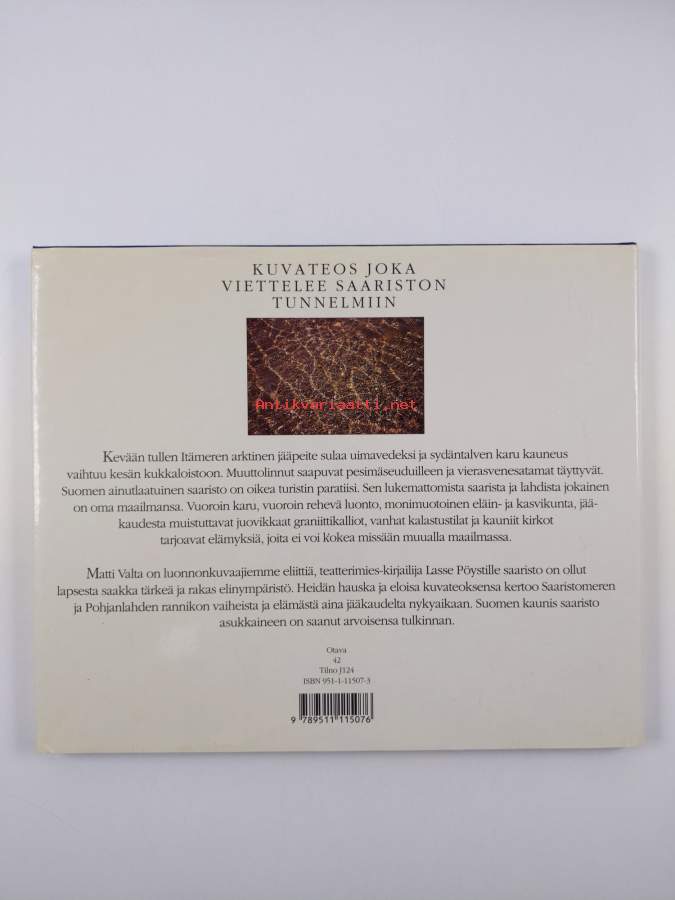 KUVATEOS JOKA
VIETTELEE SAARISTON
TUNNELMIIN
Antikvariaatti.net
Kevään tullen Itämeren arktinen jääpeite sulaa uimavedeksi ja sydäntalven karu kauneus
vaihtuu kesän kukkaloistoon. Muuttolinnut saapuvat pesimäseuduilleen ja vierasvenesatamat täyttyvät.
Suomen ainutlaatuinen saaristo on oikea turistin paratiisi. Sen lukemattomista saarista ja lahdista jokainen
on oma maailmansa. Vuoroin karu, vuoroin rehevä luonto, monimuotoinen eläin- ja kasvikunta, jää-
kaudesta muistuttavat juovikkaat graniittikalliot, vanhat kalastustilat ja kauniit kirkot
tarjoavat elämyksiä, joita ei voi kokea missään muualla maailmassa.
Matti Valta on luonnonkuvaajiemme eliittiä, teatterimies-kirjailija Lasse Pöystille saaristo on ollut
lapsesta saakka tärkeä ja rakas elinympäristö. Heidän hauska ja eloisa kuvateoksensa kertoo Saaristomeren
ja Pohjanlahden rannikon vaiheista ja elämästä aina jääkaudelta nykyaikaan. Suomen kaunis saaristo
asukkaineen on saanut arvoisensa tulkinnan.
Otava
42
Tilno J124
ISBN 951-1-11507-3
9 789511 115076